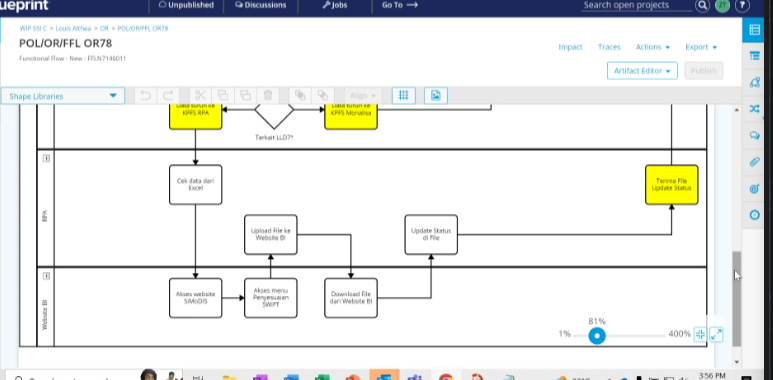 ueprint
Unpublished
Discussions
Jobs
Go To
Search open projects
ZT
?
WIP SSI C > Louis Althea > OR > POL/OR/FFL OR78
POL/OR/FFL OR78
Functional Flow - New - FFLN7146011
Impact
Traces
Actions
Export
Artifact Editor
Publish
Shape Libraries
Align
Data turun ke
KPFS RPA
Data turun ke
KPFS Monalisa
Terkait LLD??
RPA
Cek data dari
Excel
Terima File
Update Status
Upload File ke
Website BI
Update Status
di File
Website BI
Akses website
SiMoDIS
Akses menu
Penyesuaian
SWIFT
Download File
dari Website BI
81%
1%
400%
3:56 PM